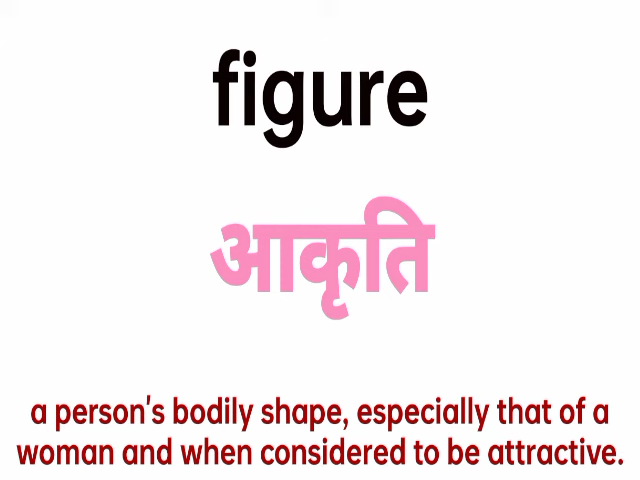 figure
आकृति
a person's bodily shape, especially that of a
woman and when considered to be attractive.